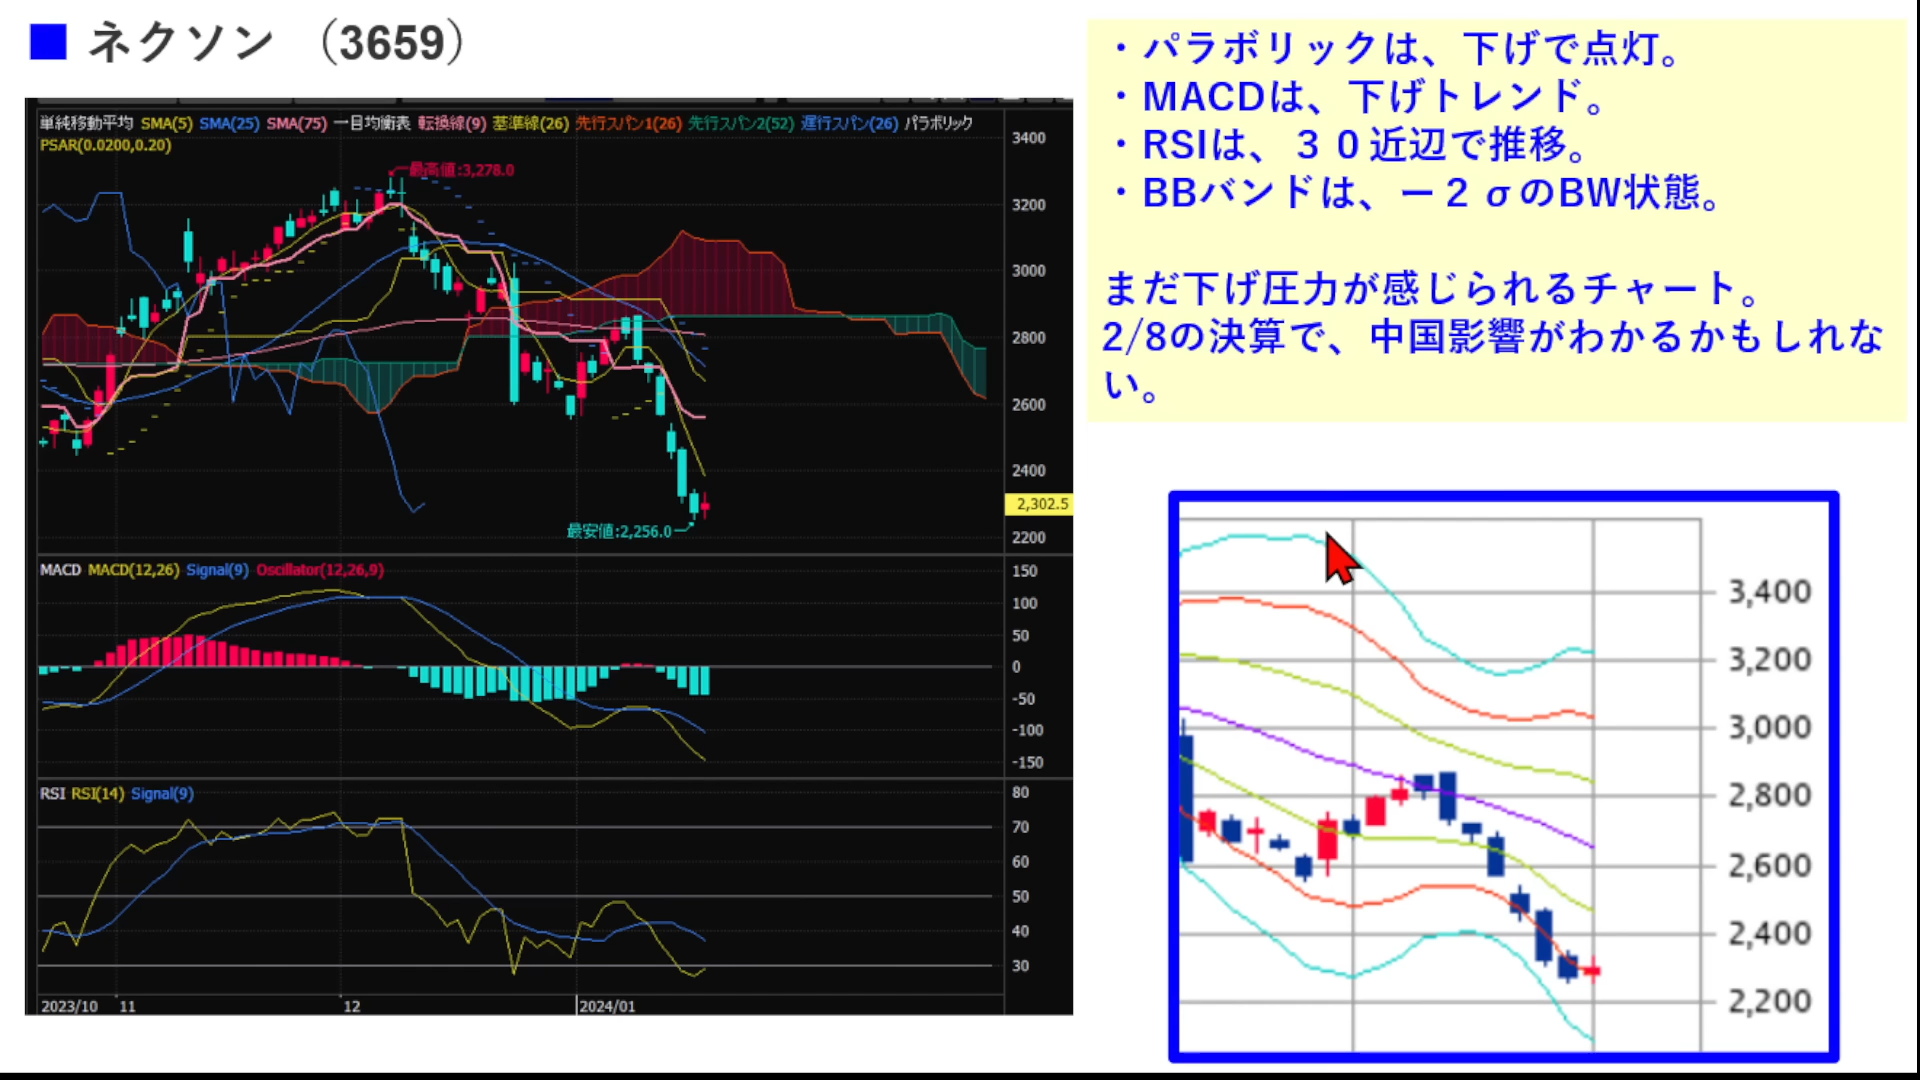 ネクソン （3659）
・パラボリックは、下げで点灯。
・MACDは、下げトレンド。
・RSIは、３０近辺で推移。
・BBバンドは、ー２σのBW状態。
まだ下げ圧力が感じられるチャート。
2/8の決算で、中国影響がわかるかもしれな
い。
単純移動平均 SMA(5) SMA(25) SMA(75) 一目均衡表 転換線(9) 基準線(26) 先行スパン1(26) 先行スパン2(52) 遅行スパン(26) パラボリック
PSAR(0.0200,0.20)
最高値:3,278.0
最安値:2,256.0
3400
3200
3000
2800
2600
2400
2,302.5
2200
MACD MACD(12,26) Signal(9) Oscillator(12,26,9)
150
100
50
0
-50
-100
-150
RSI RSI(14) Signal(9)
80
70
60
50
40
30
2023/10 11 12 2024/01
3,400
3,200
3,000
2,800
2,600
2,400
2,200